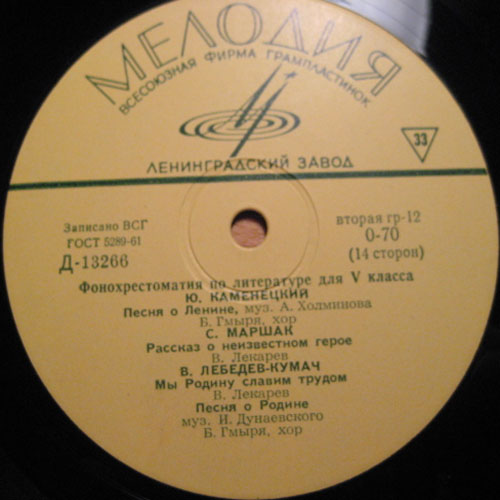 МЕЛОДИЯ
ВСЕСОЮЗНАЯ ФИРМА ГРАМПЛАСТИНОК
ЛЕНИНГРАДСКИЙ ЗАВОД
33
Записано ВСГ
ГОСТ 5289-61
Д-13266
вторая гр-12
0-70
(14 сторон)
Фонохрестоматия по литературе для V класса
Ю. КАМЕНЕЦКИЙ
Песня о Ленине, муз. А. Холминова
Б. Гмыря, хор
С. МАРШАК
Рассказ о неизвестном герое
В. Лекарев
В. ЛЕБЕДЕВ-КУМАЧ
Мы Родину славим трудом
В. Лекарев
Песня о Родине
муз. И. Дунаевского
Б. Гмыря, хор